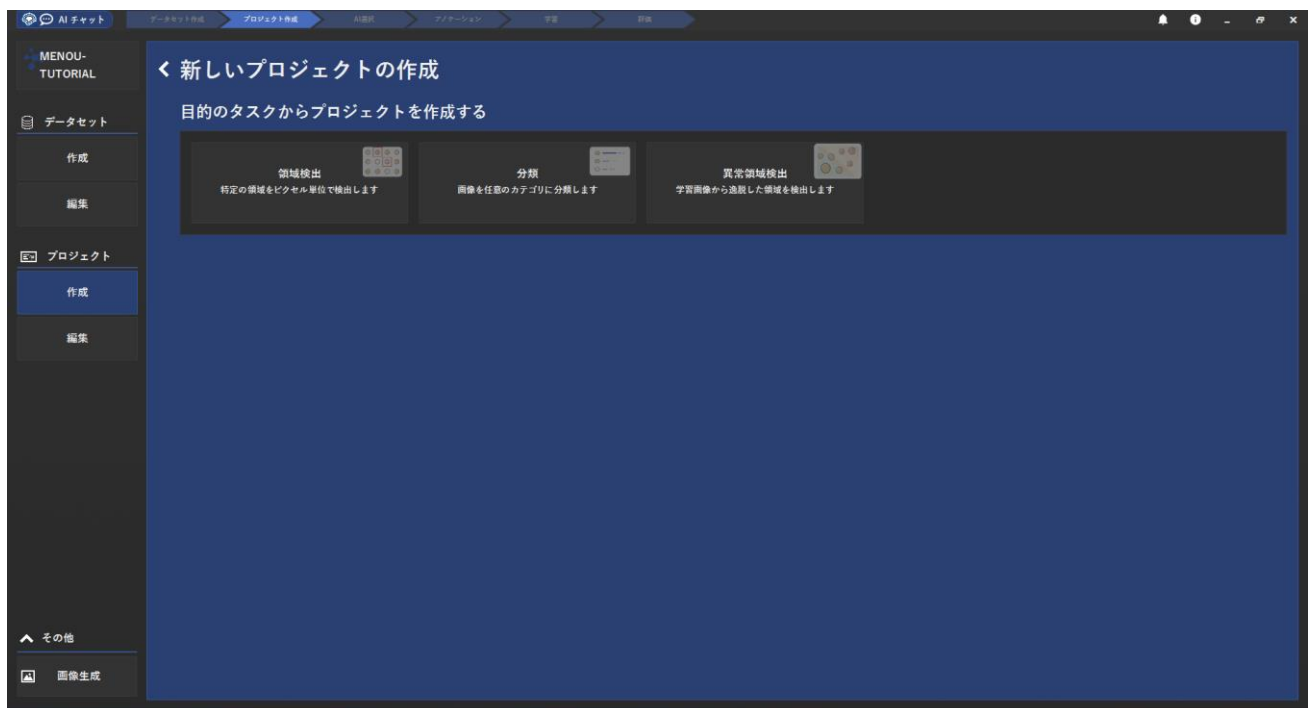 AI チャット
データセット作成
プロジェクト作成
AI選択
アノテーション
学習
評価
MENOU-
TUTORIAL
データセット
作成
編集
プロジェクト
作成
編集
その他
画像生成
新しいプロジェクトの作成
目的のタスクからプロジェクトを作成する
領域検出
特定の領域をピクセル単位で検出します
分類
画像を任意のカテゴリに分類します
異常領域検出
学習画像から逸脱した領域を検出します